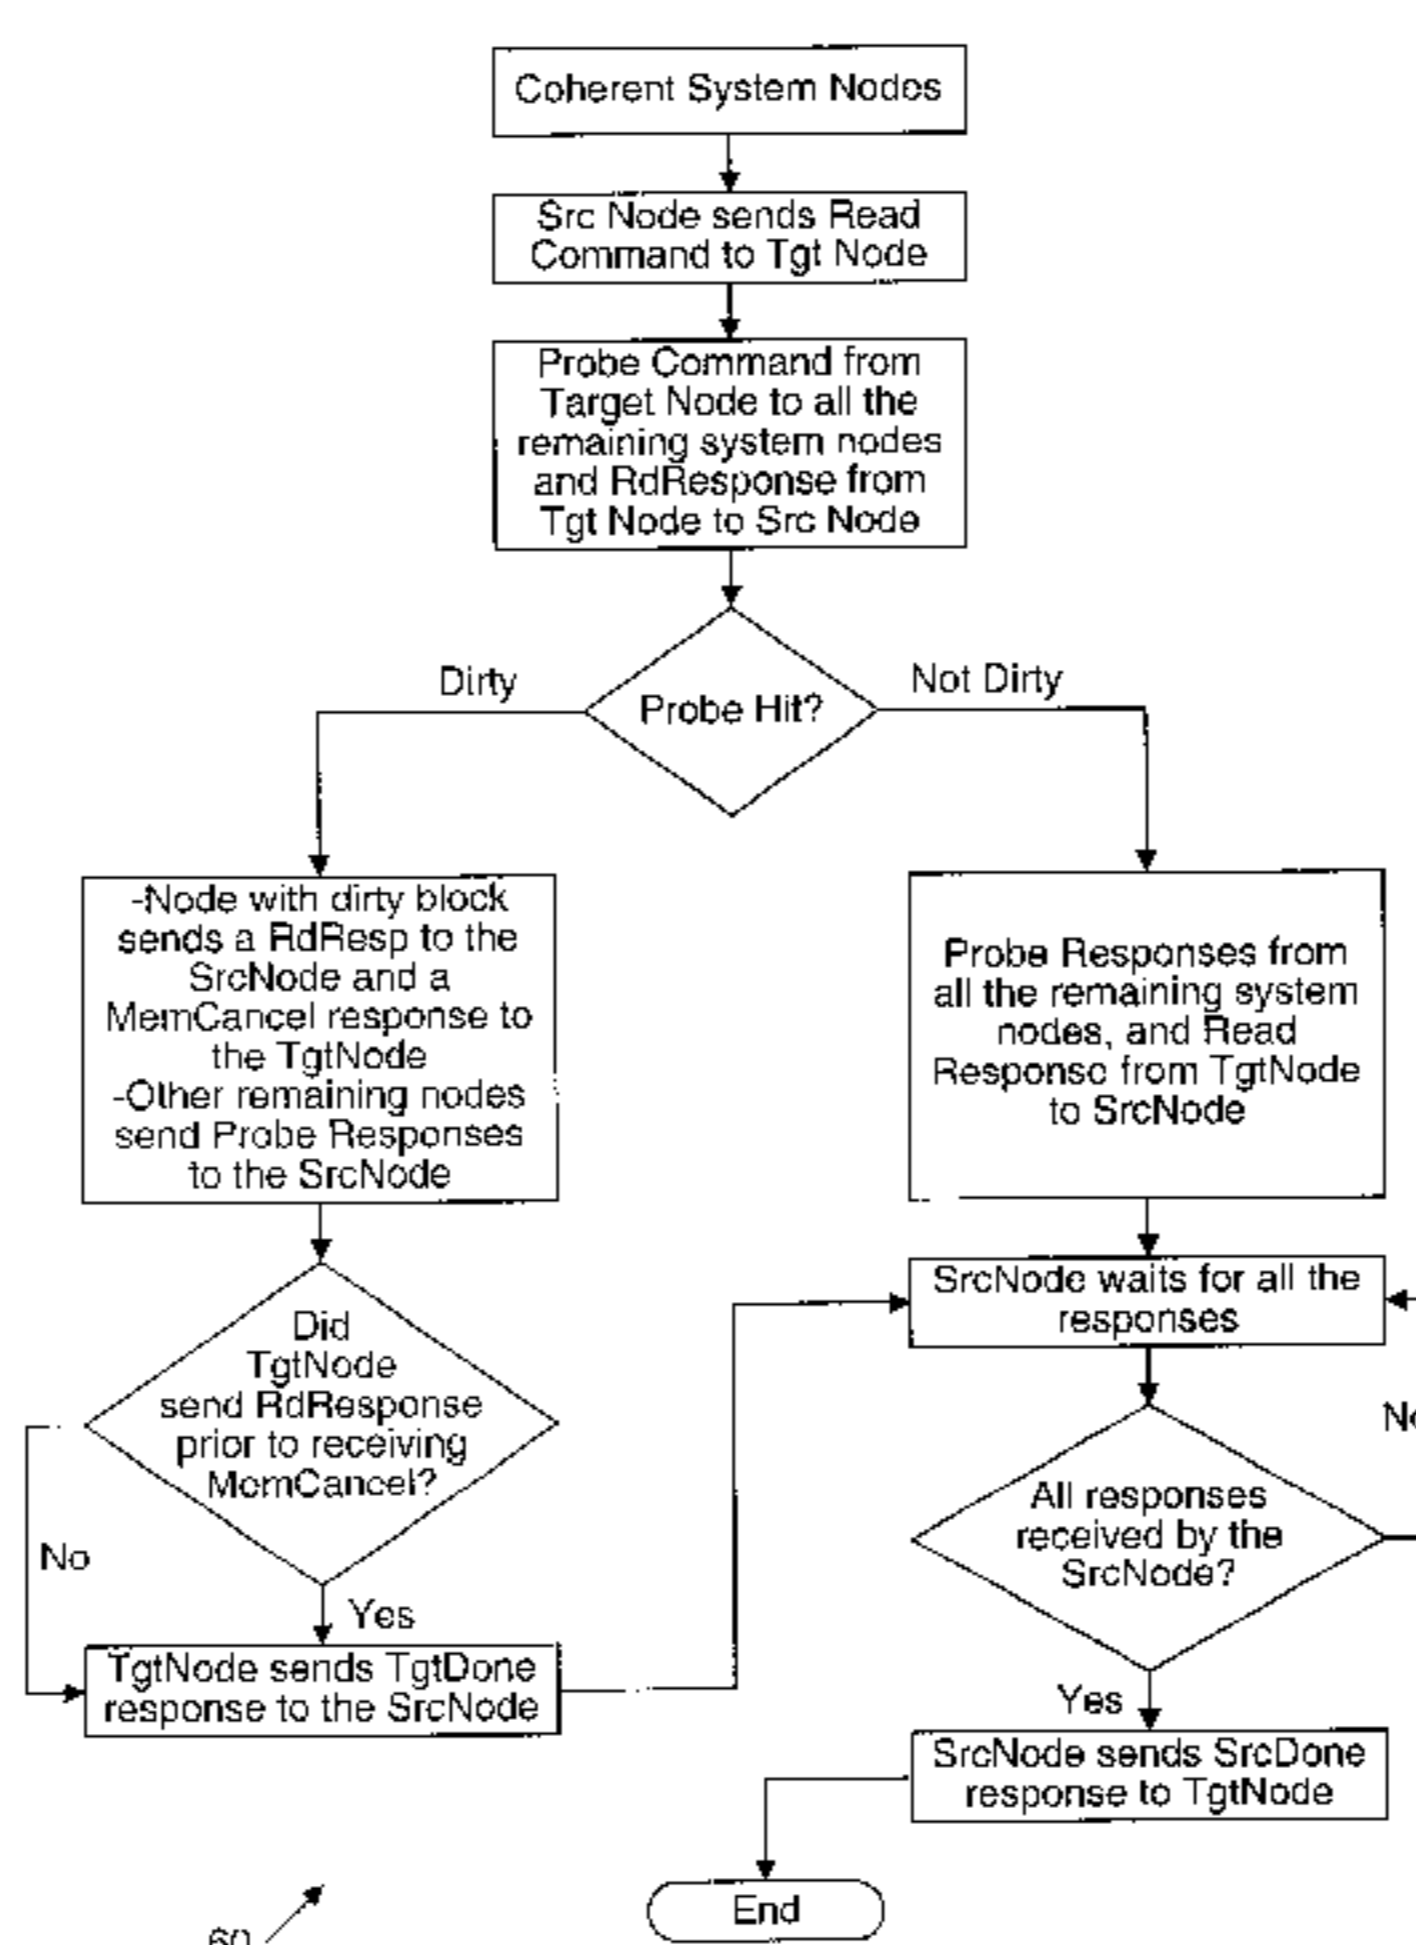 Coherent System Nodes
Src Node sends Read
Command to Tgt Node
Probe Command from
Target Node to all the
remaining system nodes
and RdResponse from
Tgt Node to Src Node
Probe Hit?
Dirty
Not Dirty
-Node with dirty block
sends a RdResp to the
SrcNode and a
MemCancel response to
the TgtNode
-Other remaining nodes
send Probe Responses
to the SrcNode
Probe Responses from
all the remaining system
nodes, and Read
Response from TgtNode
to SrcNode
Did
TgtNode
send RdResponse
prior to receiving
MemCancel?
No
Yes
TgtNode sends TgtDone
response to the SrcNode
SrcNode waits for all the
responses
All responses
received by the
SrcNode?
Yes
SrcNode sends SrcDone
response to TgtNode
End
60